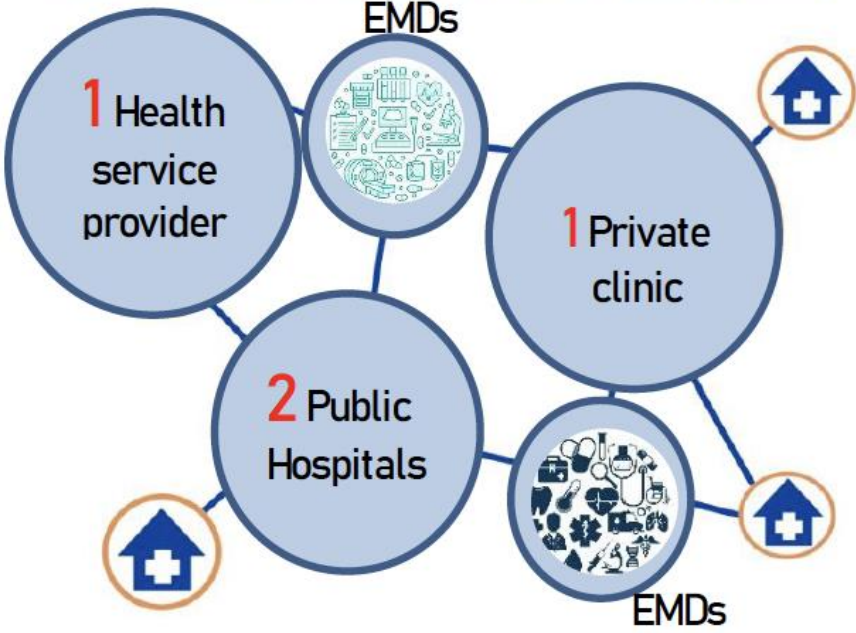 EMDs
1 Health
service
provider
1 Private
clinic
2 Public
Hospitals
EMDs